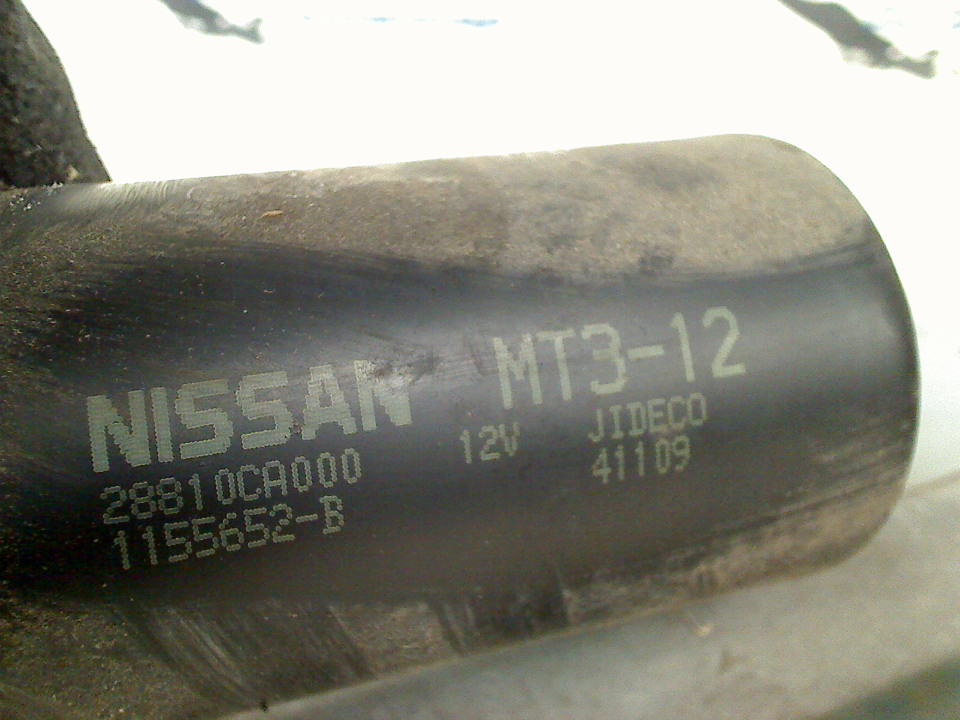 NISSAN MT3-12
28810CA000 12V JIDECO
1155652-B 41109